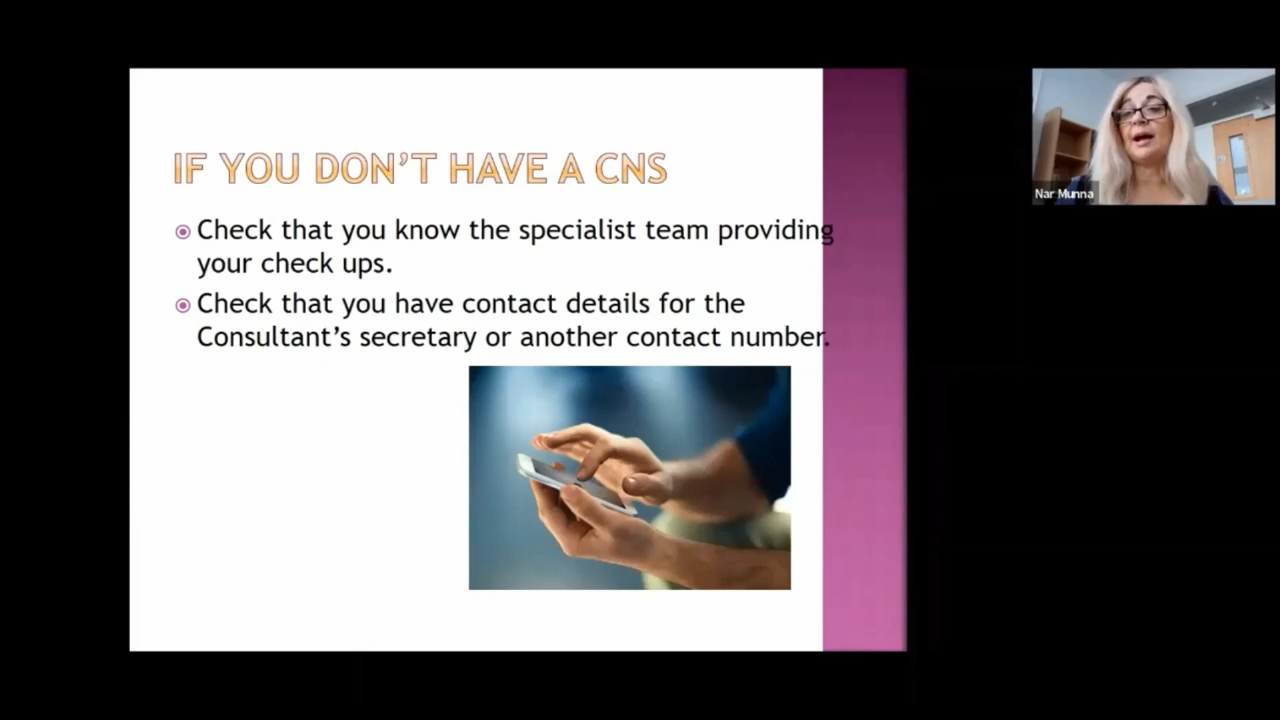 IF YOU DON'T HAVE A CNS
Check that you know the specialist team providing
your check ups.
Check that you have contact details for the
Consultant's secretary or another contact number.
Nar Munna